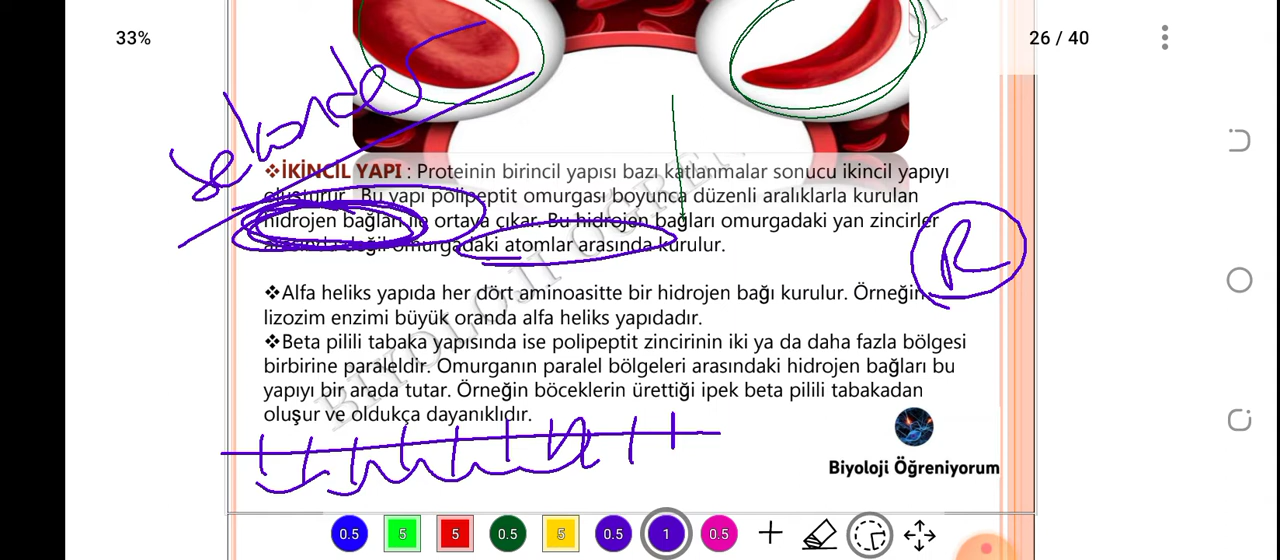 33%
26 / 40
sekonder
❖İKİNCİL YAPI : Proteinin birincil yapısı bazı katlanmalar sonucu ikincil yapıyı
oluşturur. Bu yapı polipeptit omurgası boyunca düzenli aralıklarla kurulan
hidrojen bağları ile ortaya çıkar. Bu hidrojen bağları omurgadaki yan zincirler
arasında değil omurgadaki atomlar arasında kurulur.
R
❖Alfa heliks yapıda her dört aminoasitte bir hidrojen bağı kurulur. Örneğin
lizozim enzimi büyük oranda alfa heliks yapıdadır.
❖Beta pilili tabaka yapısında ise polipeptit zincirinin iki ya da daha fazla bölgesi
birbirine paraleldir. Omurganın paralel bölgeleri arasındaki hidrojen bağları bu
yapıyı bir arada tutar. Örneğin böceklerin ürettiği ipek beta pilili tabakadan
oluşur ve oldukça dayanıklıdır.
Biyoloji Öğreniyorum
0.5 5 5 0.5 5 0.5 1 0.5